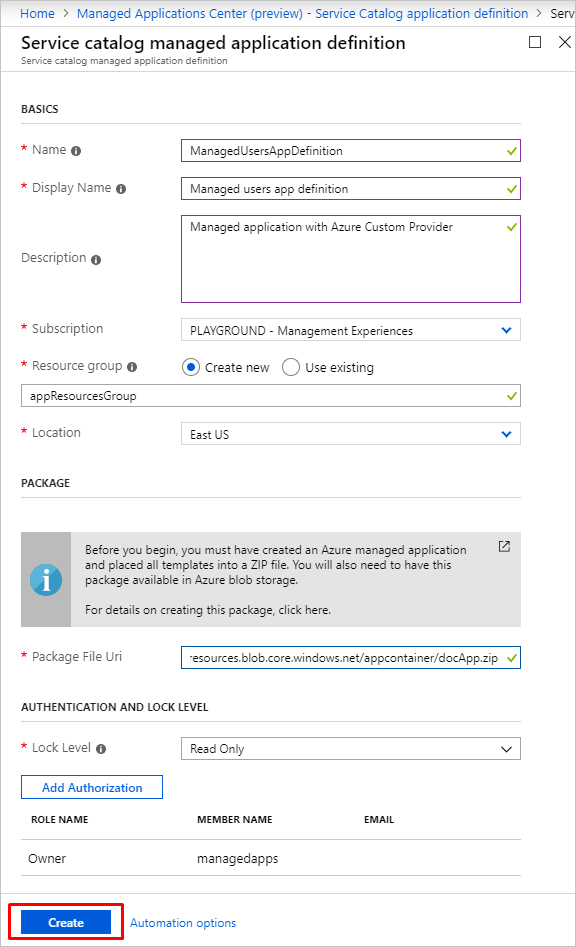 Home > Managed Applications Center (preview) - Service Catalog application definition > Serv
Service catalog managed application definition
Service catalog managed application definition
BASICS
* Name
ManagedUsersAppDefinition
* Display Name
Managed users app definition
Description
Managed application with Azure Custom Provider
* Subscription
PLAYGROUND - Management Experiences
* Resource group
Create new
Use existing
appResourcesGroup
* Location
East US
PACKAGE
Before you begin, you must have created an Azure managed application
and placed all templates into a ZIP file. You will also need to have this
package available in Azure blob storage.
For details on creating this package, click here.
* Package File Uri
resources.blob.core.windows.net/appcontainer/docApp.zip
AUTHENTICATION AND LOCK LEVEL
* Lock Level
Read Only
Add Authorization
ROLE NAME MEMBER NAME EMAIL
Owner managedapps
Create
Automation options